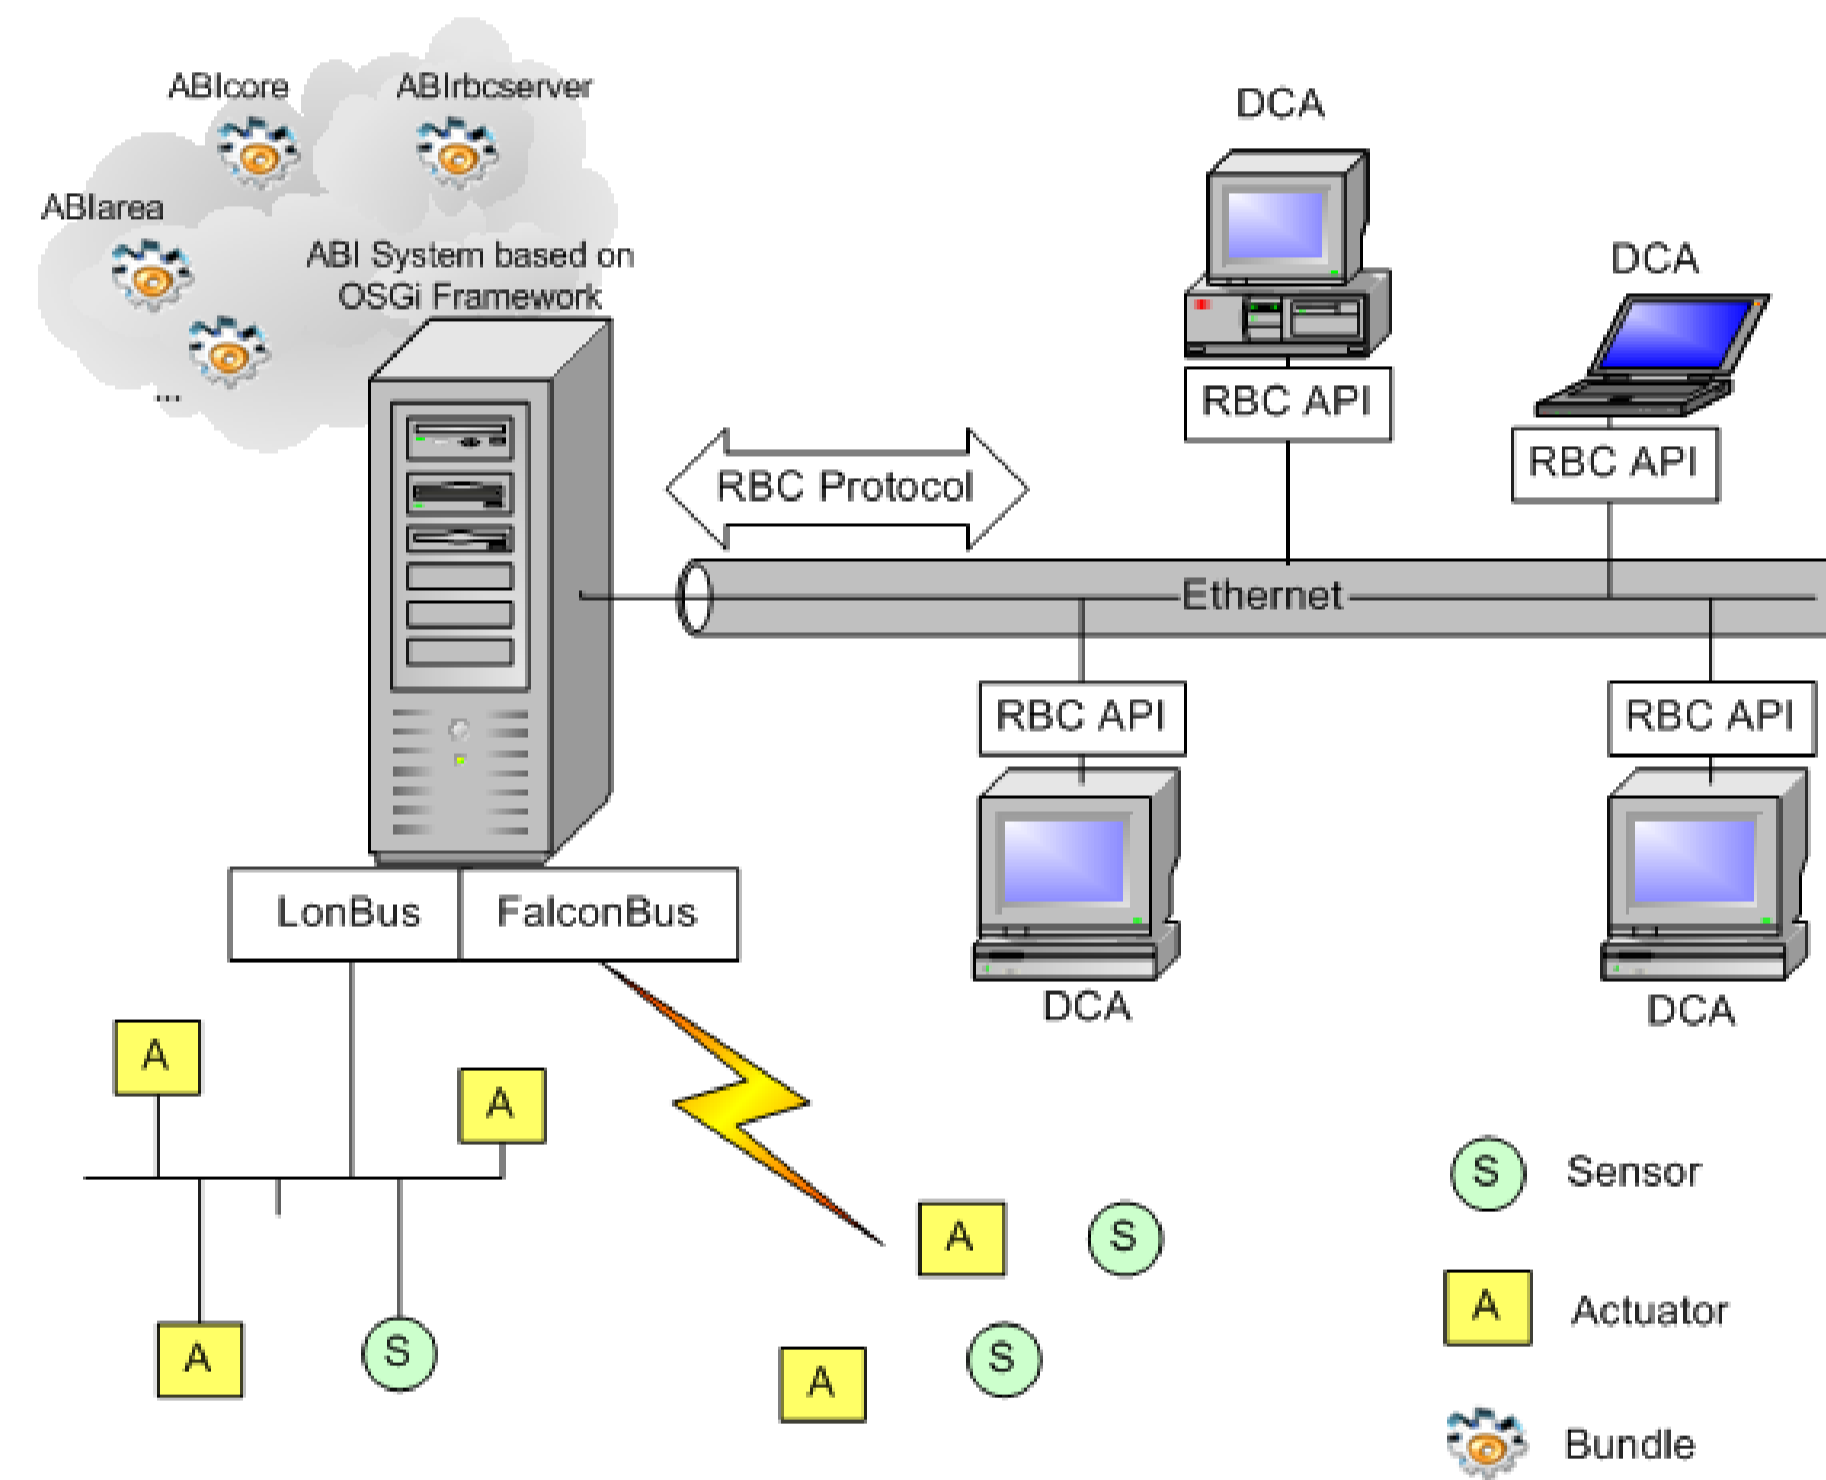 ABIcore
ABIrbcserver
ABIarea
ABI System based on
OSGi Framework
...
DCA
DCA
RBC API
RBC API
RBC Protocol
Ethernet
RBC API
RBC API
DCA
DCA
LonBus
FalconBus
A
A
A
S
A
S
A
S
S
Sensor
A
Actuator
Bundle